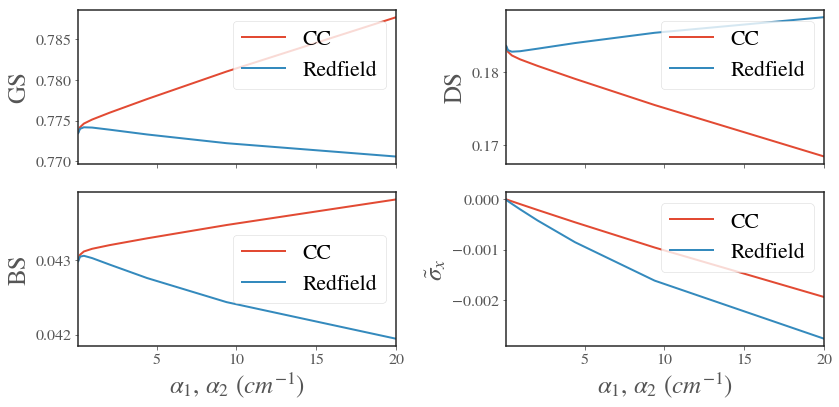 GS
0.785
0.780
0.775
0.770
CC
Redfield
DS
0.18
0.17
CC
Redfield
BS
0.043
0.042
CC
Redfield
5
10
15
20
α₁, α₂ (cm⁻¹)
σ̃ₓ
0.000
−0.001
−0.002
CC
Redfield
5
10
15
20
α₁, α₂ (cm⁻¹)